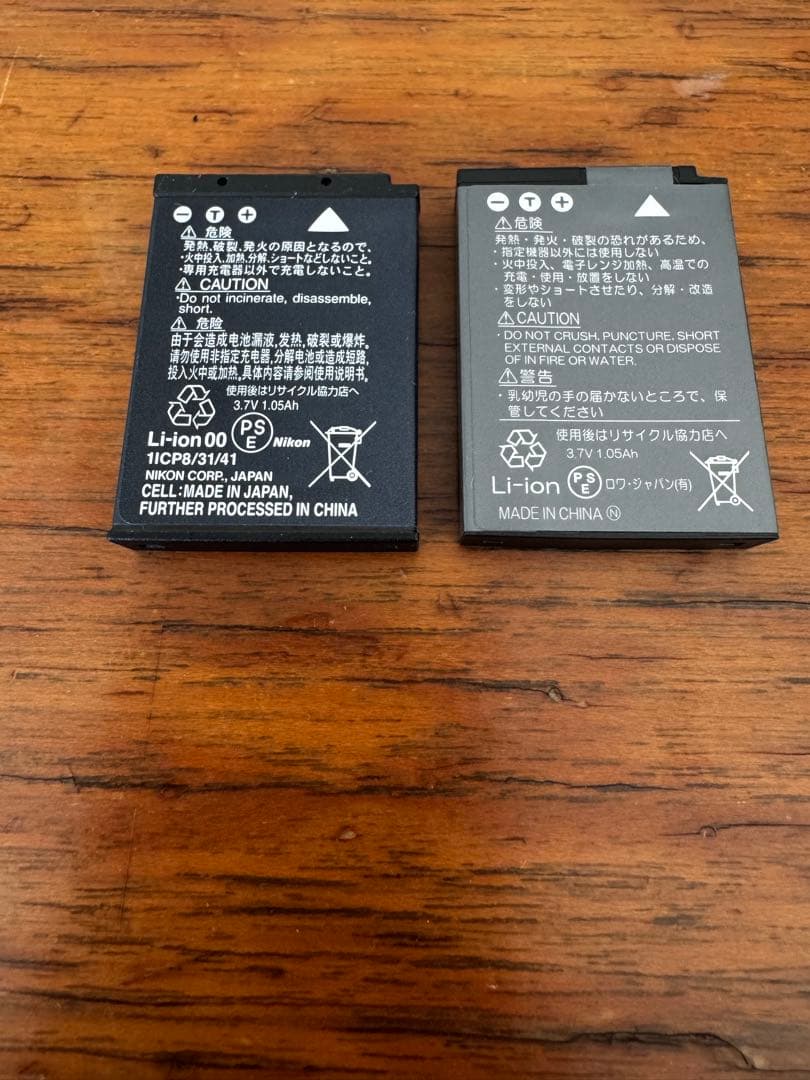 ⚠ 危険
発熱、破裂、発火の原因となるので、
・火中投入、加熱、分解、ショートなどしないこと。
・専用充電器以外で充電しないこと。
⚠ CAUTION
·Do not incinerate, disassemble,
short.
⚠ 危险
由于会造成电池漏液，发热，破裂或爆炸。
请勿使用非指定充电器，分解电池或造成短路，
投入火中或加热。具体内容请参阅使用说明书。
使用後はリサイクル協力店へ
3.7V 1.05Ah
Li-ion 00
PS
E
Nikon
1ICP8/31/41
NIKON CORP., JAPAN
CELL:MADE IN JAPAN,
FURTHER PROCESSED IN CHINA
− T +
⚠危険
発熱・発火・破裂の恐れがあるため、
・指定機器以外には使用しない
・火中投入、電子レンジ加熱、高温での
充電・使用・放置をしない
・変形やショートさせたり、分解・改造
をしない
⚠CAUTION
・DO NOT CRUSH, PUNCTURE, SHORT
EXTERNAL CONTACTS OR DISPOSE
OF IN FIRE OR WATER.
⚠警告
・乳幼児の手の届かないところで、保
管してください
使用後はリサイクル協力店へ
3.7V 1.05Ah
Li-ion
PS
E
ロワ・ジャパン(有)
MADE IN CHINA Ⓝ